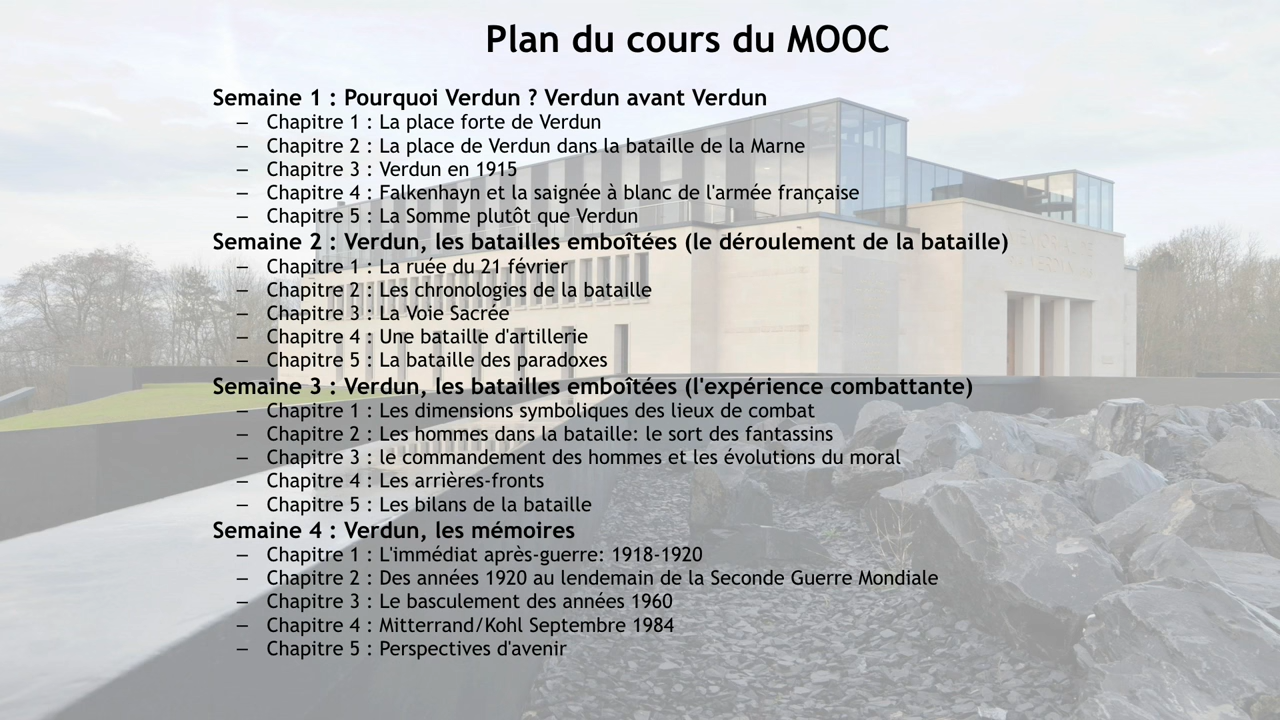 Plan du cours du MOOC
Semaine 1 : Pourquoi Verdun ? Verdun avant Verdun
– Chapitre 1 : La place forte de Verdun
– Chapitre 2 : La place de Verdun dans la bataille de la Marne
– Chapitre 3 : Verdun en 1915
– Chapitre 4 : Falkenhayn et la saignée à blanc de l'armée française
– Chapitre 5 : La Somme plutôt que Verdun
Semaine 2 : Verdun, les batailles emboîtées (le déroulement de la bataille)
– Chapitre 1 : La ruée du 21 février
– Chapitre 2 : Les chronologies de la bataille
– Chapitre 3 : La Voie Sacrée
– Chapitre 4 : Une bataille d'artillerie
– Chapitre 5 : La bataille des paradoxes
Semaine 3 : Verdun, les batailles emboîtées (l'expérience combattante)
– Chapitre 1 : Les dimensions symboliques des lieux de combat
– Chapitre 2 : Les hommes dans la bataille: le sort des fantassins
– Chapitre 3 : le commandement des hommes et les évolutions du moral
– Chapitre 4 : Les arrières-fronts
– Chapitre 5 : Les bilans de la bataille
Semaine 4 : Verdun, les mémoires
– Chapitre 1 : L'immédiat après-guerre: 1918-1920
– Chapitre 2 : Des années 1920 au lendemain de la Seconde Guerre Mondiale
– Chapitre 3 : Le basculement des années 1960
– Chapitre 4 : Mitterrand/Kohl Septembre 1984
– Chapitre 5 : Perspectives d'avenir